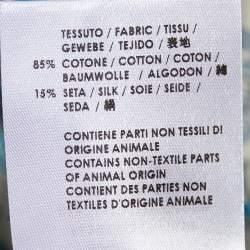 TESSUTO / FABRIC / TISSU /
GEWEBE / TEJIDO / 表地
85% COTONE / COTTON / COTON /
BAUMWOLLE / ALGODON / 綿
15% SETA / SILK / SOIE / SEIDE /
SEDA / 絹
CONTIENE PARTI NON TESSILI DI
ORIGINE ANIMALE
CONTAINS NON-TEXTILE PARTS
OF ANIMAL ORIGIN
CONTIENT DES PARTIES NON
TEXTILES D'ORIGINE ANIMALE